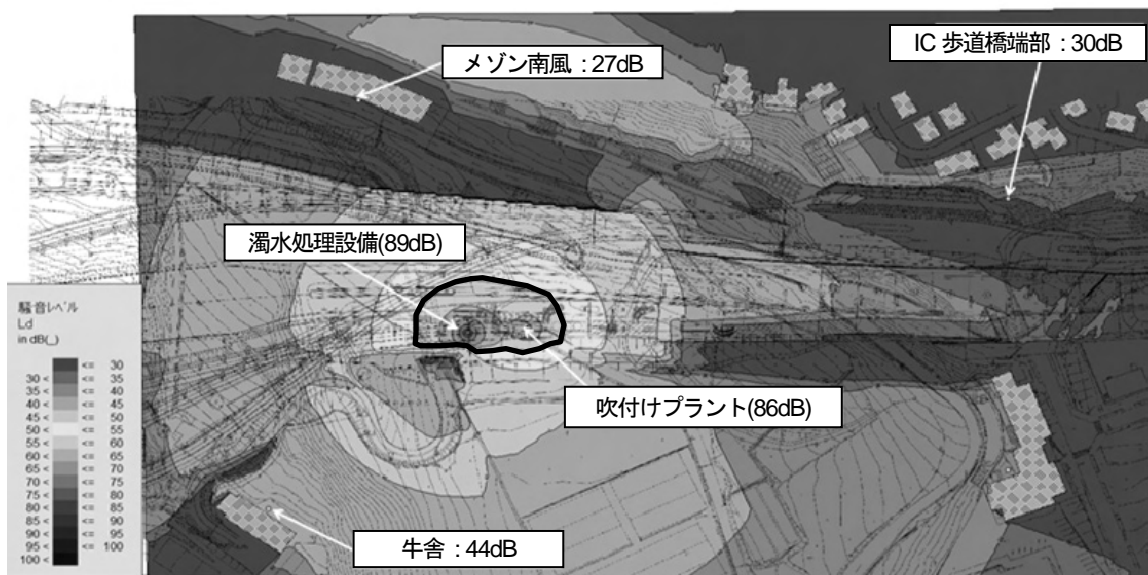 メゾン南風：27dB
IC 歩道橋端部：30dB
濁水処理設備(89dB)
吹付けプラント(86dB)
牛舎：44dB
騒音レベル
Ld
in dB(_)
<= 30
30 < <= 35
35 < <= 40
40 < <= 45
45 < <= 50
50 < <= 55
55 < <= 60
60 < <= 65
65 < <= 70
70 < <= 75
75 < <= 80
80 < <= 85
85 < <= 90
90 < <= 95
95 < <= 100
100 <